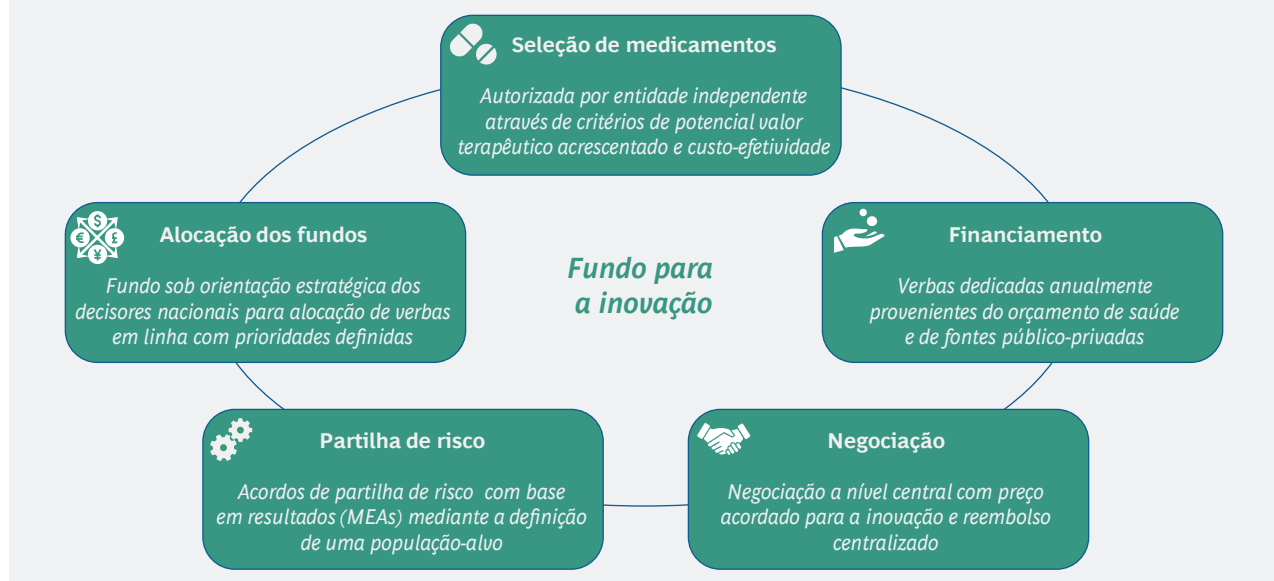 Seleção de medicamentos
Autorizada por entidade independente
através de critérios de potencial valor
terapêutico acrescentado e custo-efetividade
Alocação dos fundos
Fundo sob orientação estratégica dos
decisores nacionais para alocação de verbas
em linha com prioridades definidas
Fundo para
a inovação
Financiamento
Verbas dedicadas anualmente
provenientes do orçamento de saúde
e de fontes público-privadas
Partilha de risco
Acordos de partilha de risco com base
em resultados (MEAs) mediante a definição
de uma população-alvo
Negociação
Negociação a nível central com preço
acordado para a inovação e reembolso
centralizado